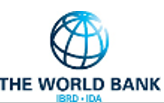 THE WORLD BANK
IBRD • IDA